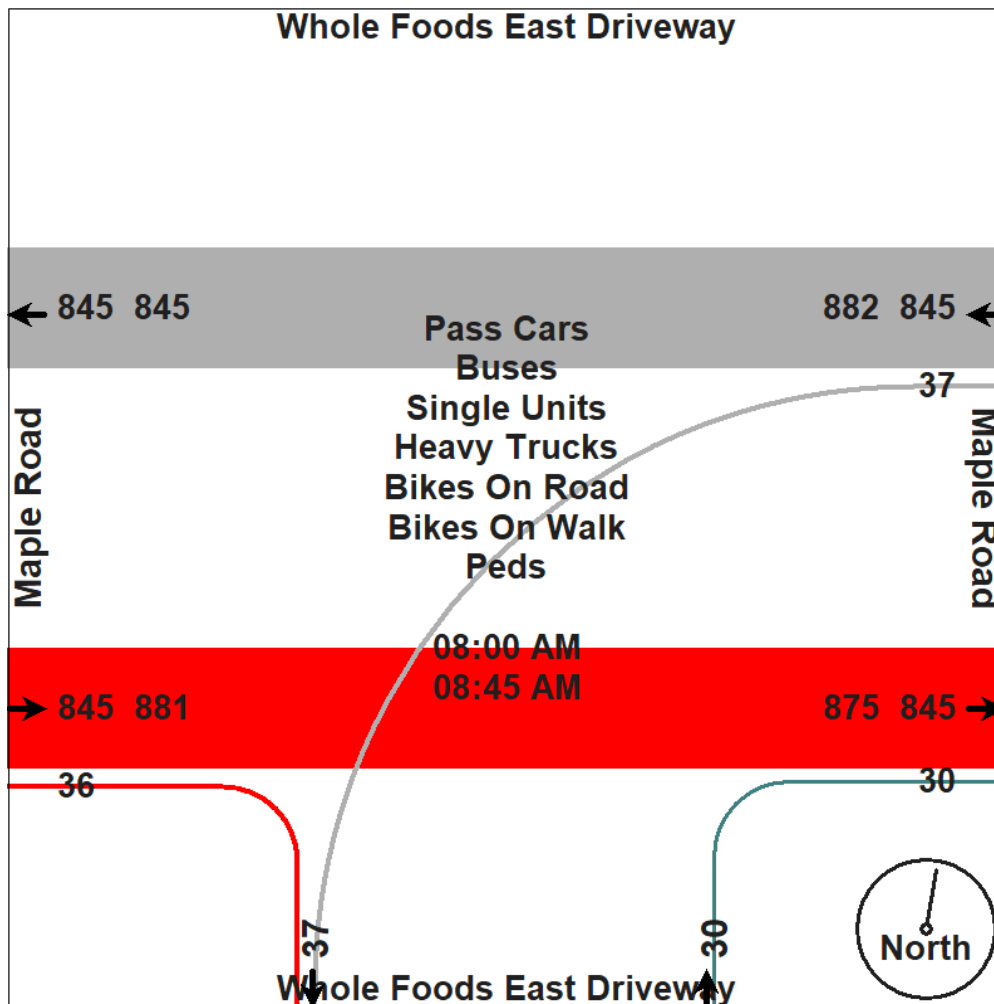 Whole Foods East Driveway
845 845
882 845
Pass Cars
Buses
37
Single Units
Maple Road
Maple Road
Heavy Trucks
Bikes On Road
Bikes On Walk
Peds
08:00 AM
08:45 AM
845 881
875 845
36
30
37
30
North
Whole Foods East Driveway